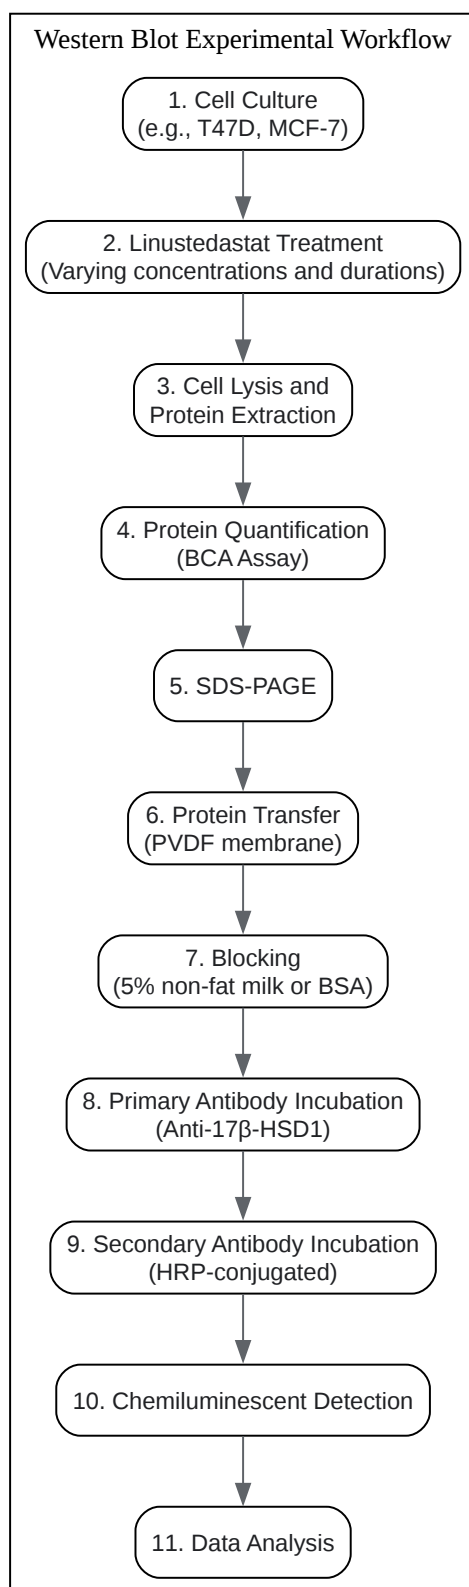 Western Blot Experimental Workflow
1. Cell Culture
(e.g., T47D, MCF-7)
2. Linustedastat Treatment
(Varying concentrations and durations)
3. Cell Lysis and
Protein Extraction
4. Protein Quantification
(BCA Assay)
5. SDS-PAGE
6. Protein Transfer
(PVDF membrane)
7. Blocking
(5% non-fat milk or BSA)
8. Primary Antibody Incubation
(Anti-17β-HSD1)
9. Secondary Antibody Incubation
(HRP-conjugated)
10. Chemiluminescent Detection
11. Data Analysis